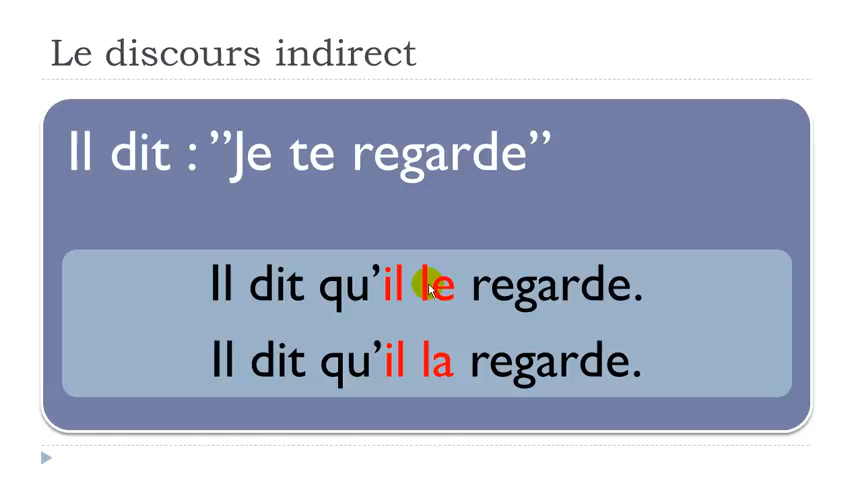 Le discours indirect
Il dit : ”Je te regarde”
Il dit qu’il le regarde.
Il dit qu’il la regarde.